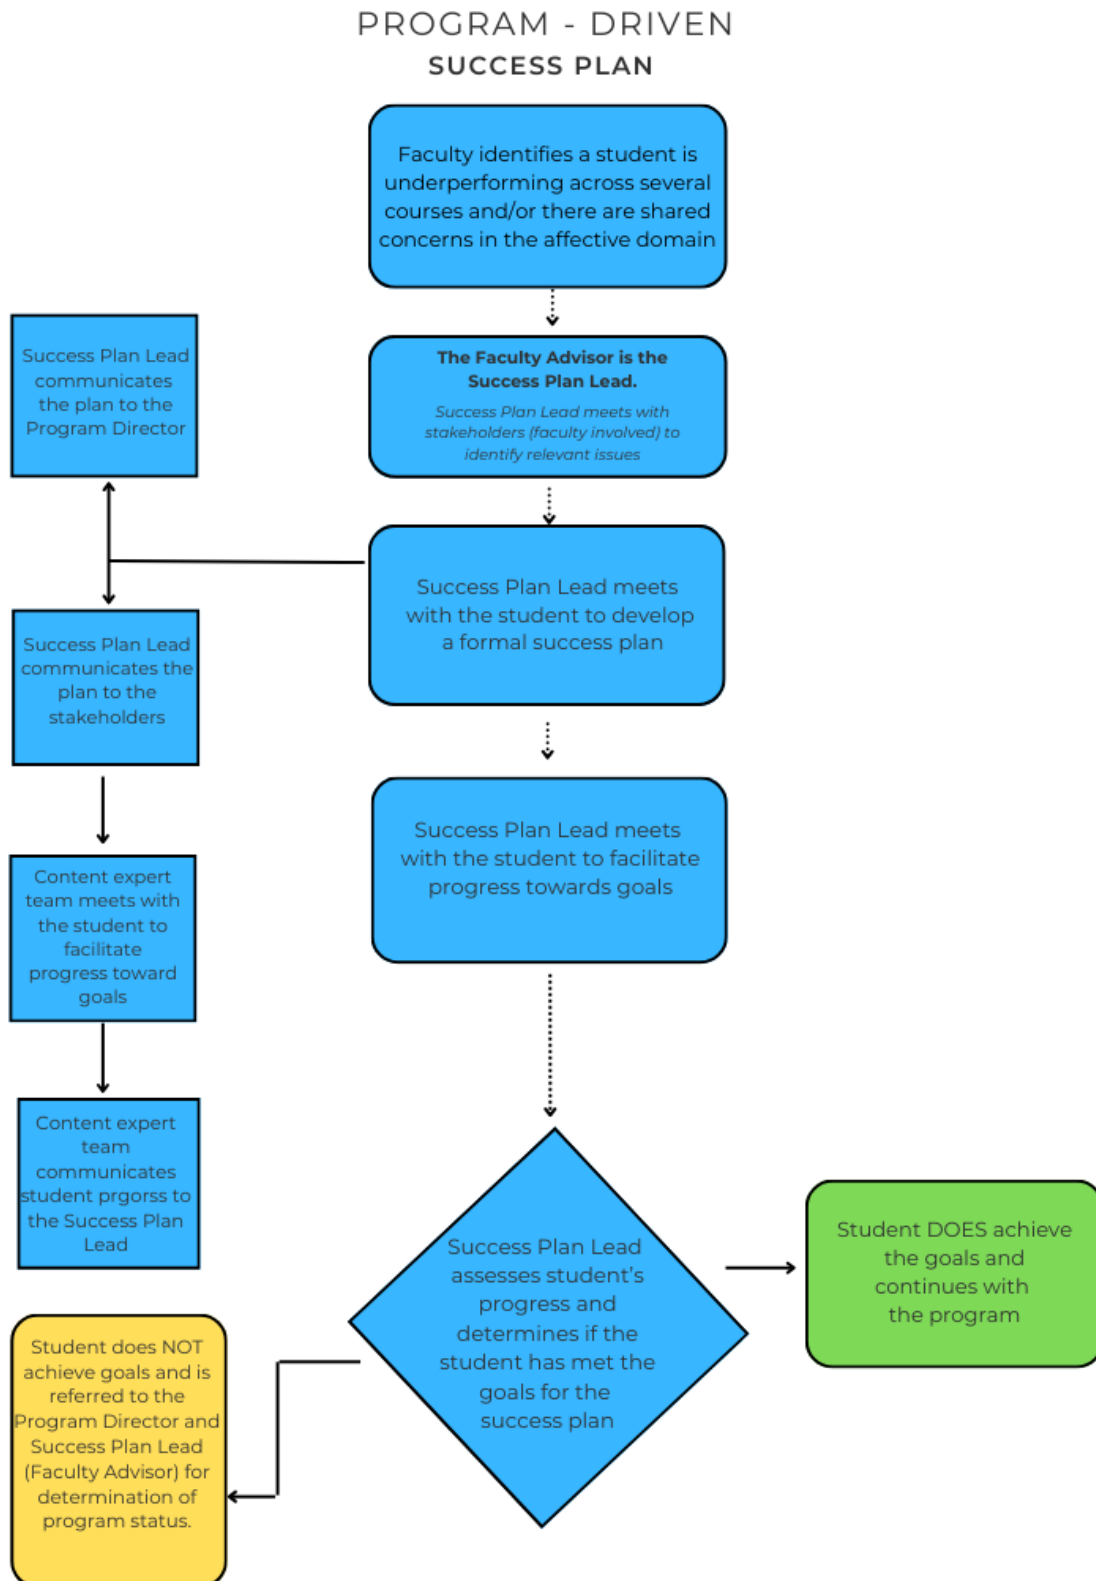 PROGRAM - DRIVEN
SUCCESS PLAN
Faculty identifies a student is
underperforming across several
courses and/or there are shared
concerns in the affective domain
The Faculty Advisor is the
Success Plan Lead.
Success Plan Lead meets with
stakeholders (faculty involved) to
identify relevant issues
Success Plan Lead
communicates
the plan to the
Program Director
Success Plan Lead meets
with the student to develop
a formal success plan
Success Plan Lead
communicates the
plan to the
stakeholders
Success Plan Lead meets
with the student to facilitate
progress towards goals
Content expert
team meets with
the student to
facilitate
progress toward
goals
Content expert
team
communicates
student prgorss to
the Success Plan
Lead
Success Plan Lead
assesses student’s
progress and
determines if the
student has met the
goals for the
success plan
Student DOES achieve
the goals and
continues with
the program
Student does NOT
achieve goals and is
referred to the
Program Director and
Success Plan Lead
(Faculty Advisor) for
determination of
program status.